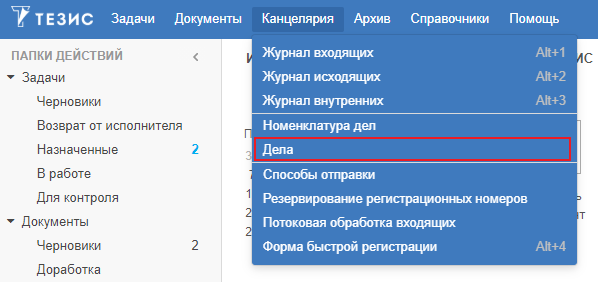 ТЕЗИС Задачи Документы Канцелярия Архив Справочники Помощь
ПАПКИ ДЕЙСТВИЙ
Задачи
Черновики
Возврат от исполнителя
Назначенные 2
В работе
Для контроля
Документы
Черновики 2
Доработка
Журнал входящих Alt+1
Журнал исходящих Alt+2
Журнал внутренних Alt+3
Номенклатура дел
Дела
Способы отправки
Резервирование регистрационных номеров
Потоковая обработка входящих
Форма быстрой регистрации Alt+4